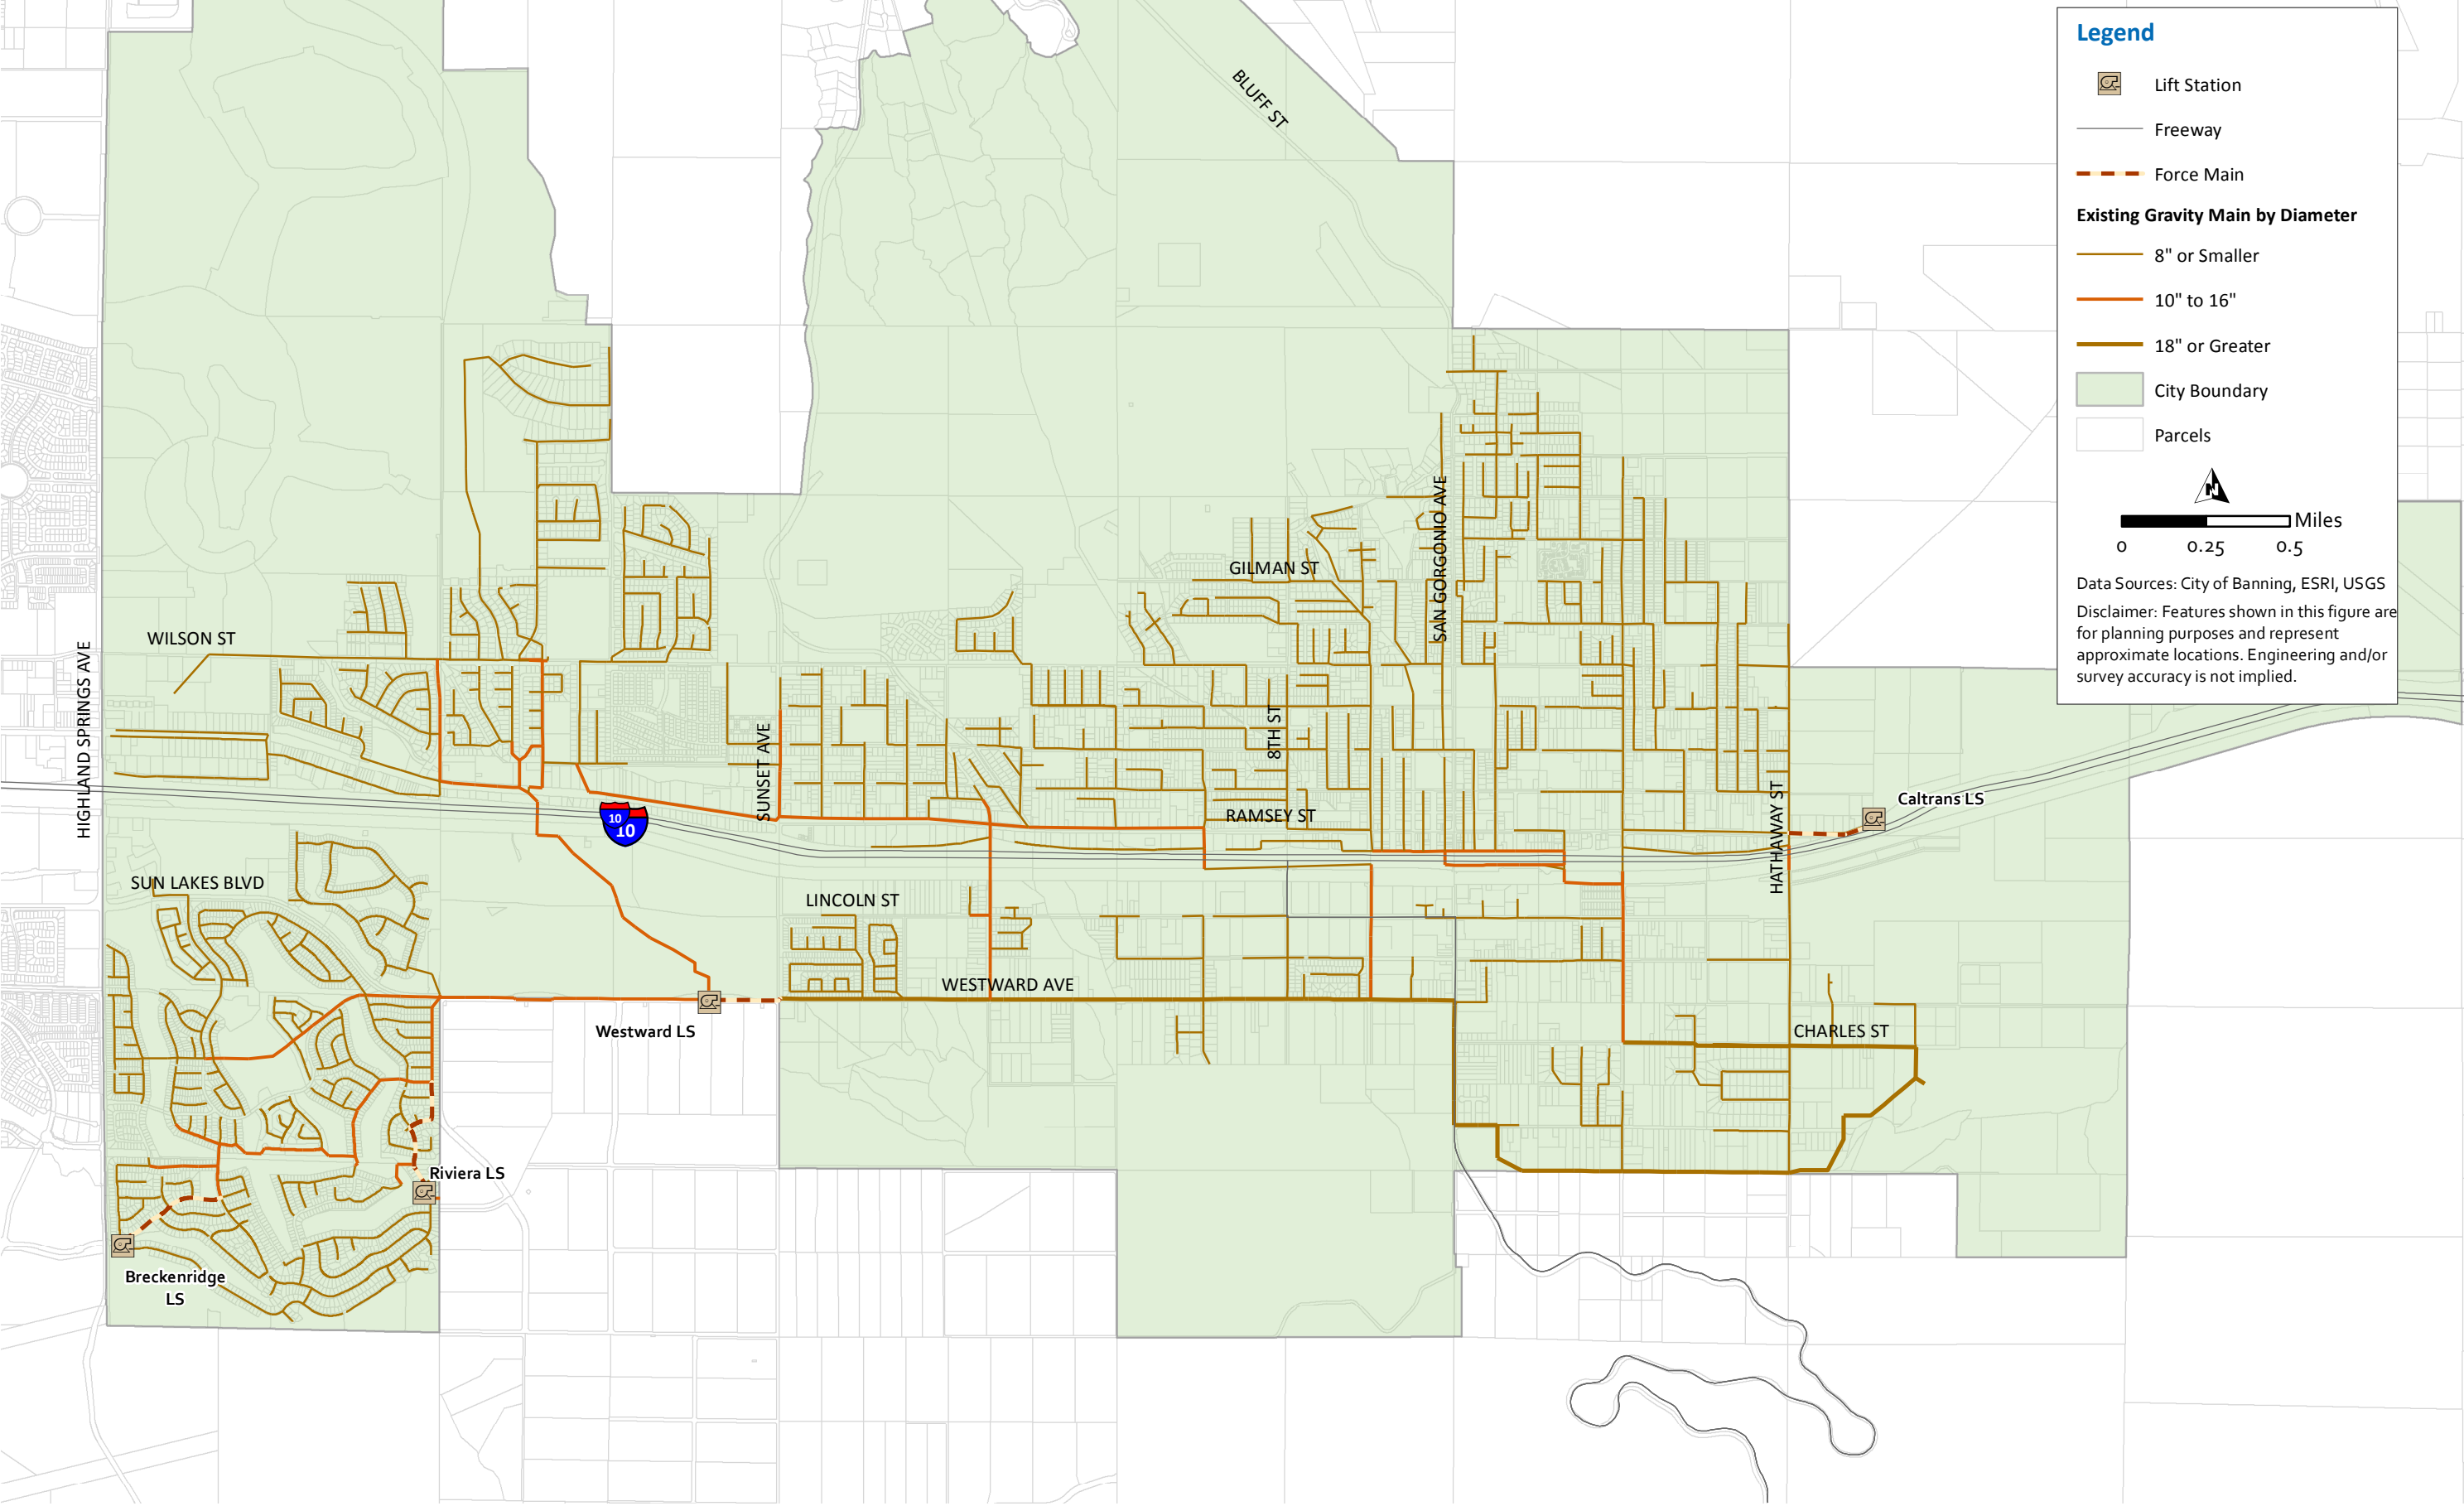 Legend
Lift Station
Freeway
Force Main
Existing Gravity Main by Diameter
8" or Smaller
10" to 16"
18" or Greater
City Boundary
Parcels
N
Miles
0 0.25 0.5
Data Sources: City of Banning, ESRI, USGS
Disclaimer: Features shown in this figure are
for planning purposes and represent
approximate locations. Engineering and/or
survey accuracy is not implied.
BLUFF ST
GILMAN ST
SAN GORGONIO AVE
WILSON ST
HIGHLAND SPRINGS AVE
SUNSET AVE
8TH ST
HATHAWAY ST
Caltrans LS
10
10
RAMSEY ST
SUN LAKES BLVD
LINCOLN ST
WESTWARD AVE
Westward LS
CHARLES ST
Riviera LS
Breckenridge
LS